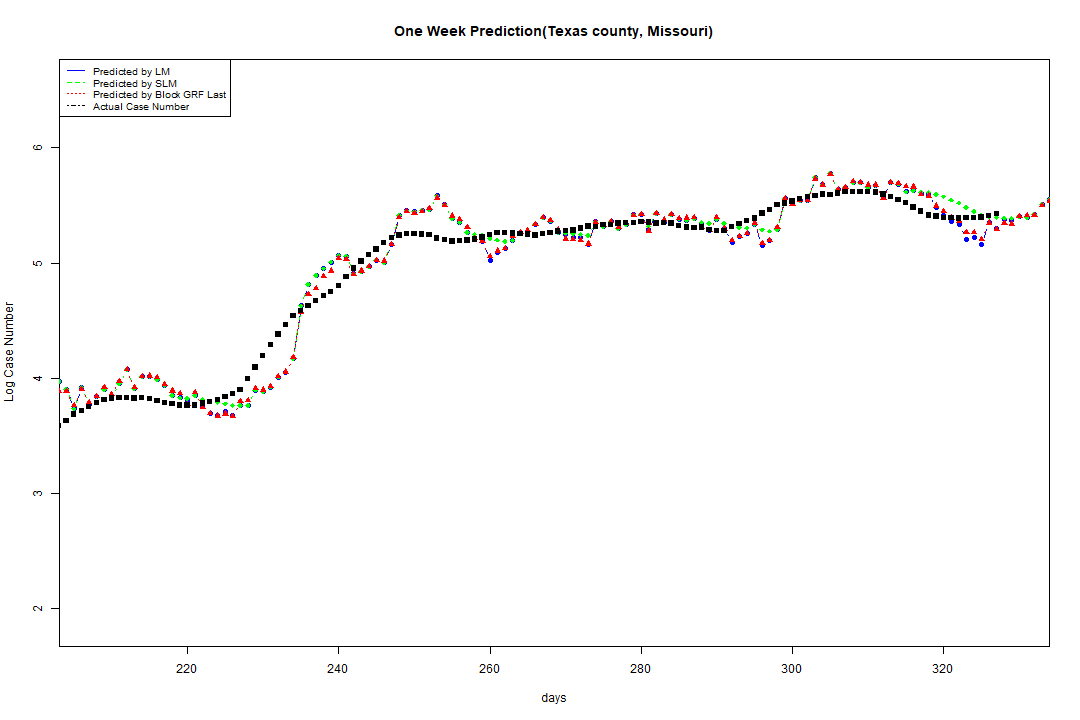 One Week Prediction(Texas county, Missouri)
Predicted by LM
Predicted by SLM
Predicted by Block GRF Last
Actual Case Number
6
5
4
3
2
Log Case Number
220 240 260 280 300 320
days